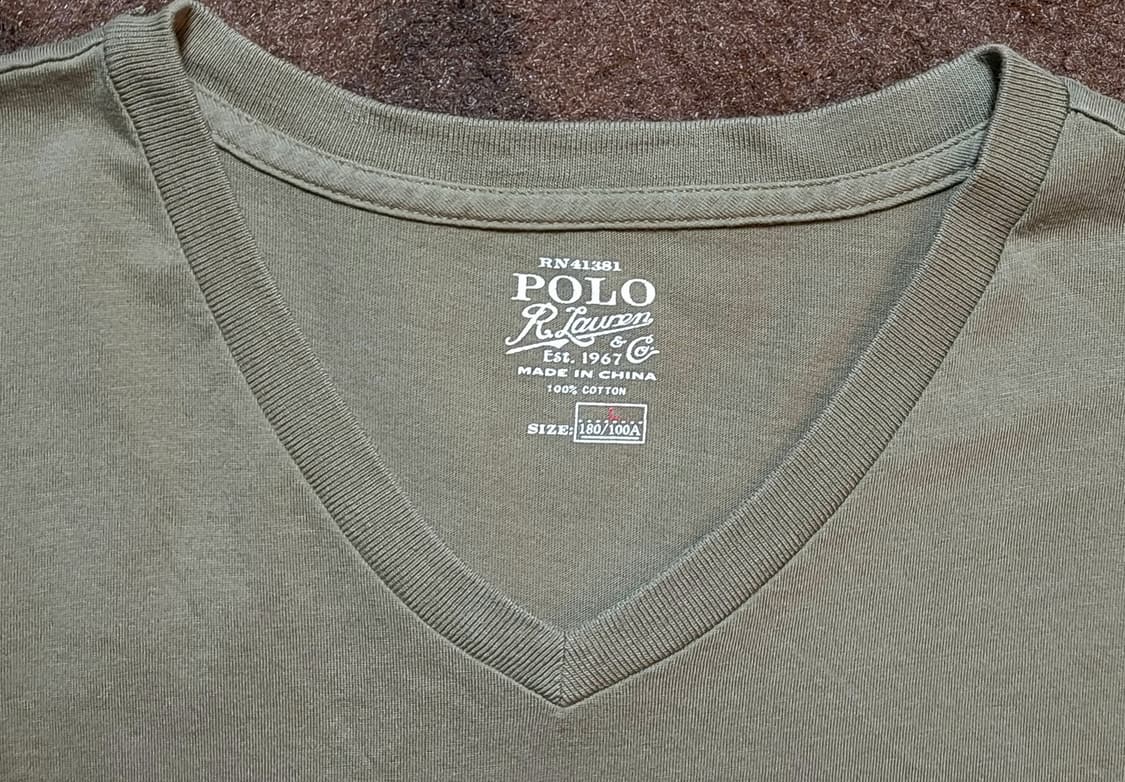 RN41381
POLO
R.Lauren
& Co
Est. 1967
MADE IN CHINA
100% COTTON
L
SIZE: 180/100A